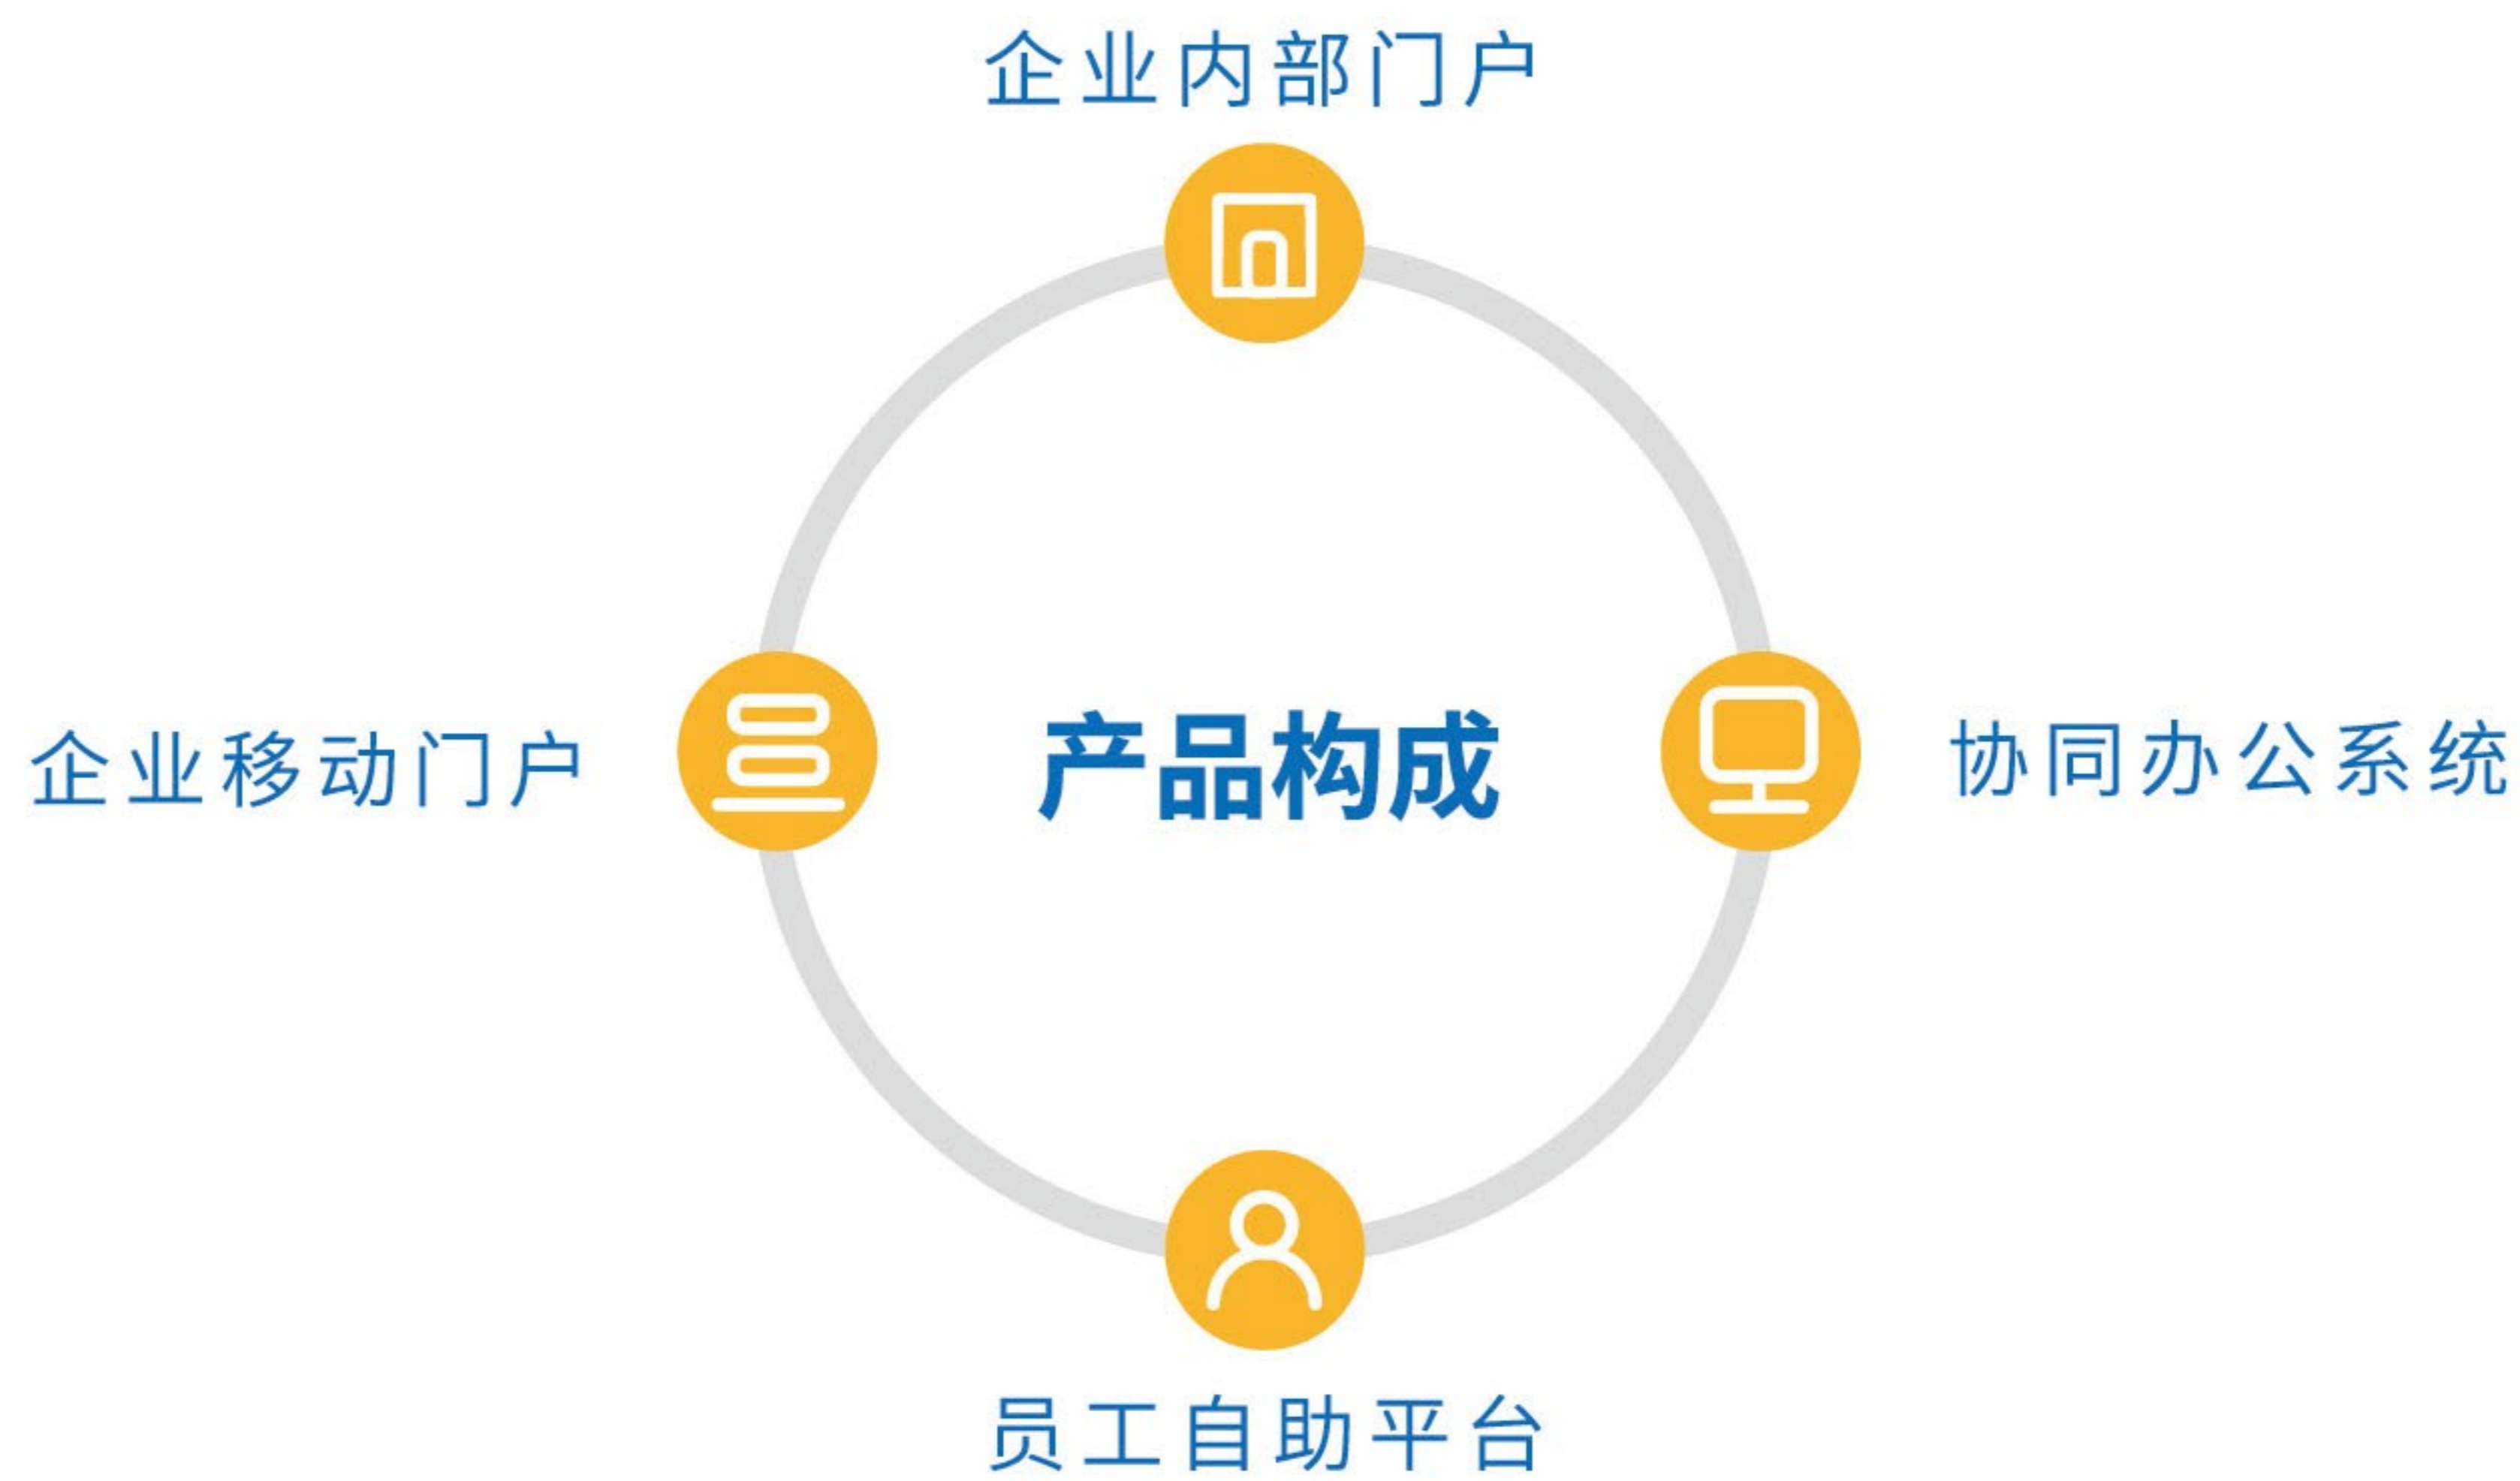 企业内部门户
企业移动门户
产品构成
协同办公系统
员工自助平台